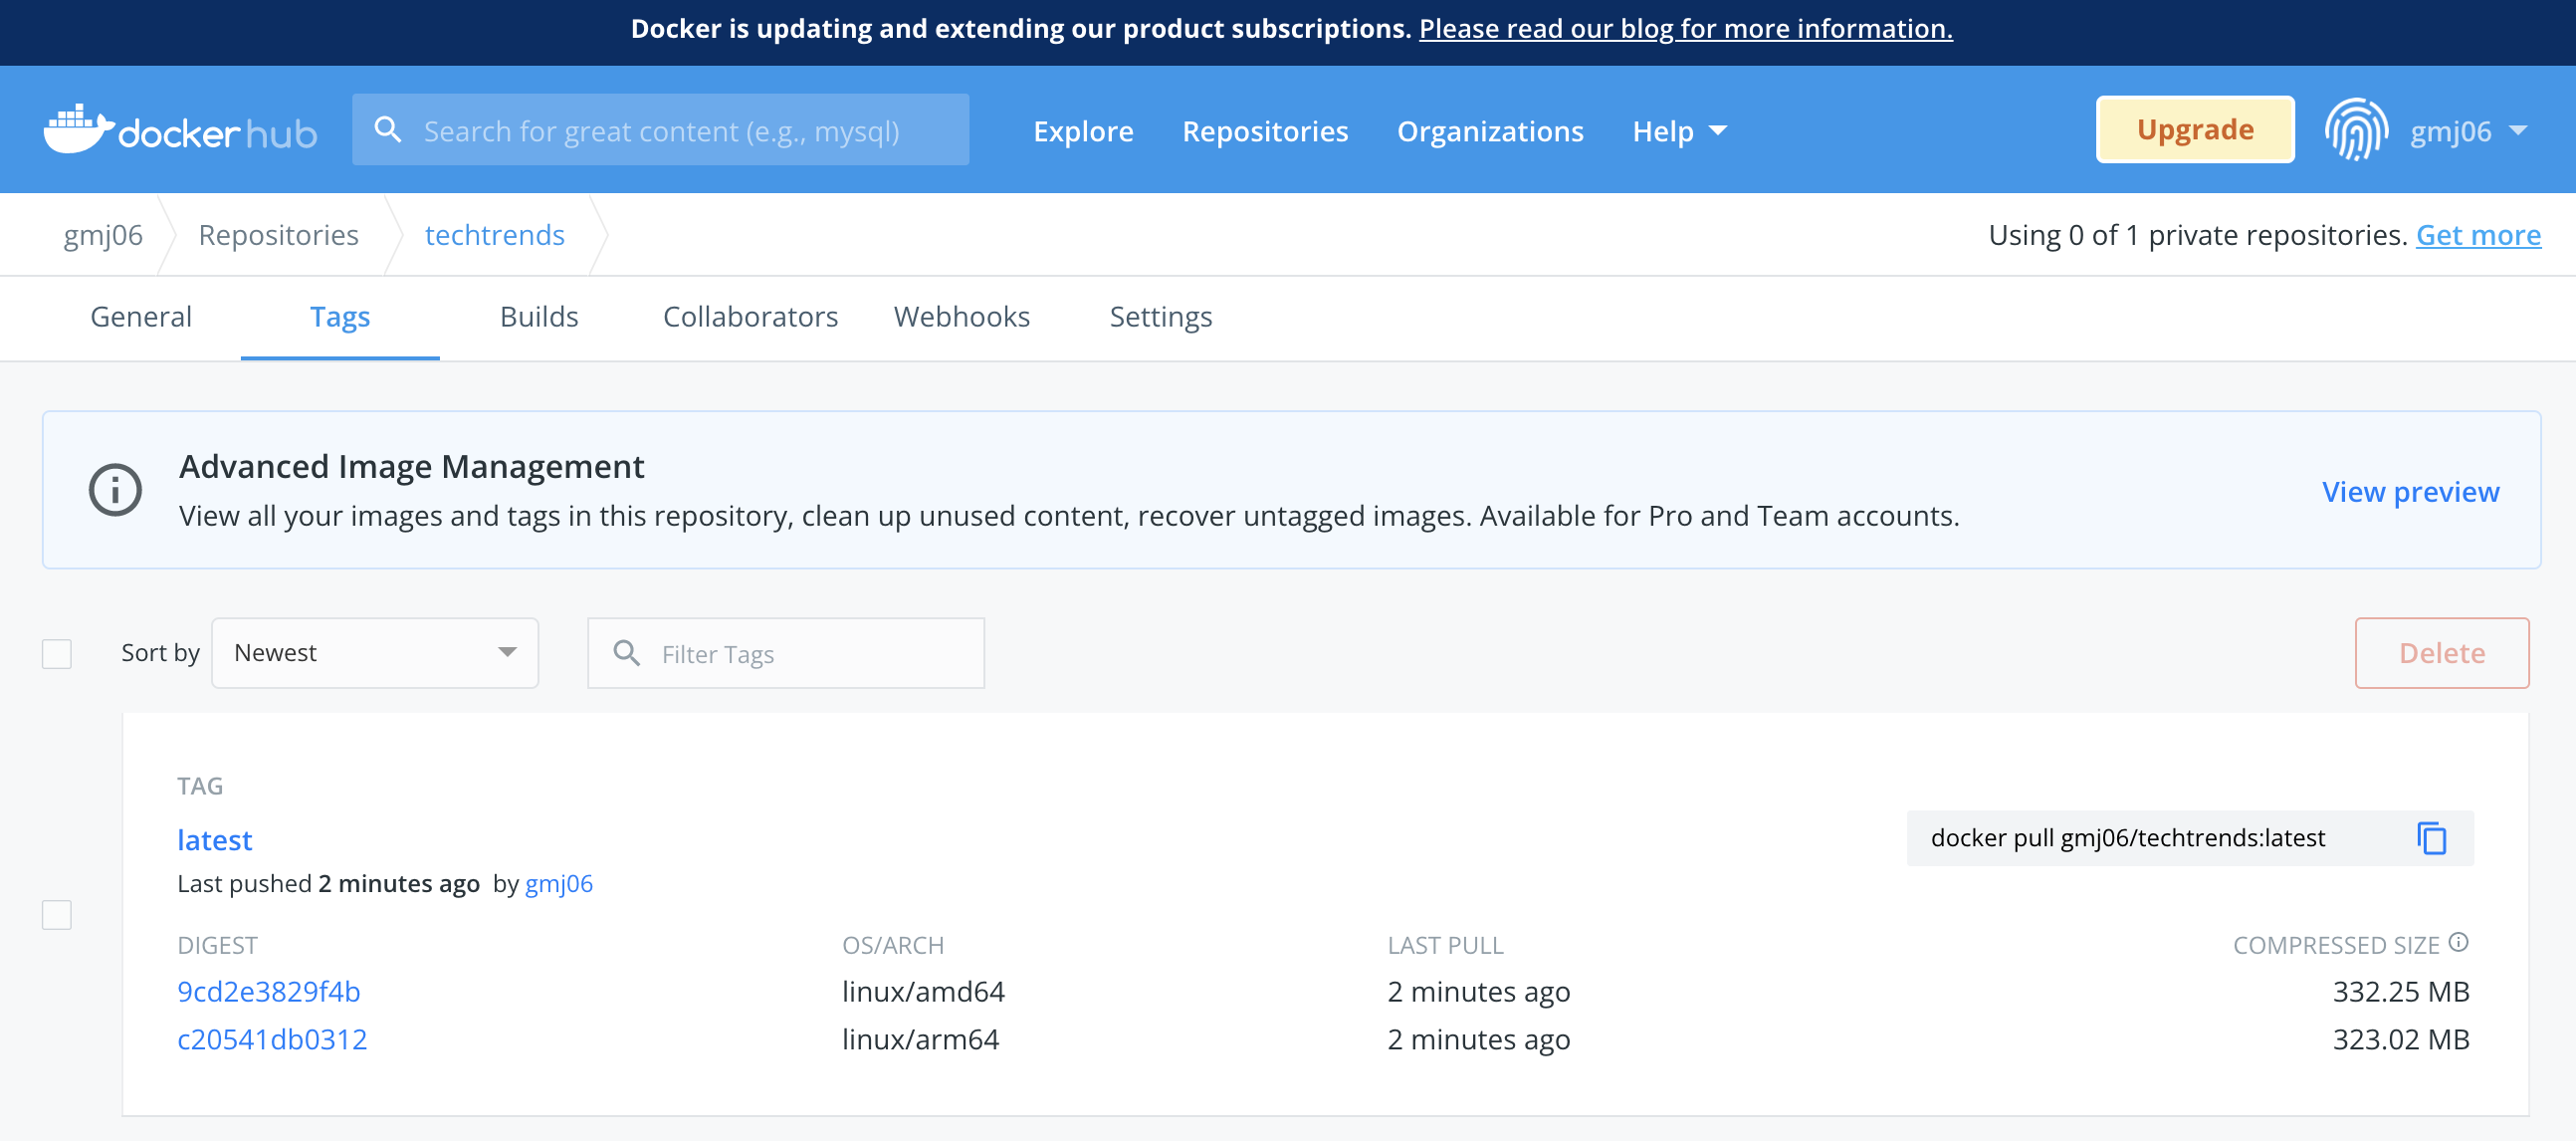 Docker is updating and extending our product subscriptions. Please read our blog for more information.
dockerhub
Search for great content (e.g., mysql)
Explore
Repositories
Organizations
Help
Upgrade
gmj06
gmj06
Repositories
techtrends
Using 0 of 1 private repositories. Get more
General
Tags
Builds
Collaborators
Webhooks
Settings
Advanced Image Management
View all your images and tags in this repository, clean up unused content, recover untagged images. Available for Pro and Team accounts.
View preview
Sort by
Newest
Filter Tags
Delete
TAG
latest
docker pull gmj06/techtrends:latest
Last pushed 2 minutes ago by gmj06
DIGEST OS/ARCH LAST PULL COMPRESSED SIZE
9cd2e3829f4b linux/amd64 2 minutes ago 332.25 MB
c20541db0312 linux/arm64 2 minutes ago 323.02 MB